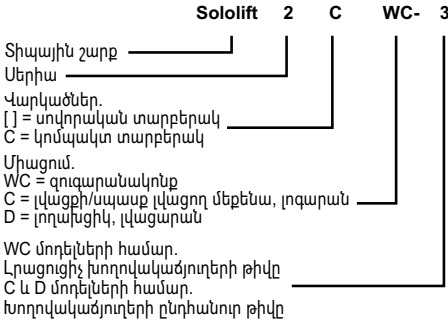 Sololift 2 C WC- 3
Տիպային շարք
Սերիա
Վարկածներ.
[ ] = սովորական տարբերակ
C = կոմպակտ տարբերակ
Միացում.
WC = զուգարանակոնք
C = լվացքի/սպասք լվացող մեքենա, լոգարան
D = լողախցիկ, լվացարան
WC մոդելների համար.
Լրացուցիչ խողովակաճյուղերի թիվը
C և D մոդելների համար.
Խողովակաճյուղերի ընդհանուր թիվը